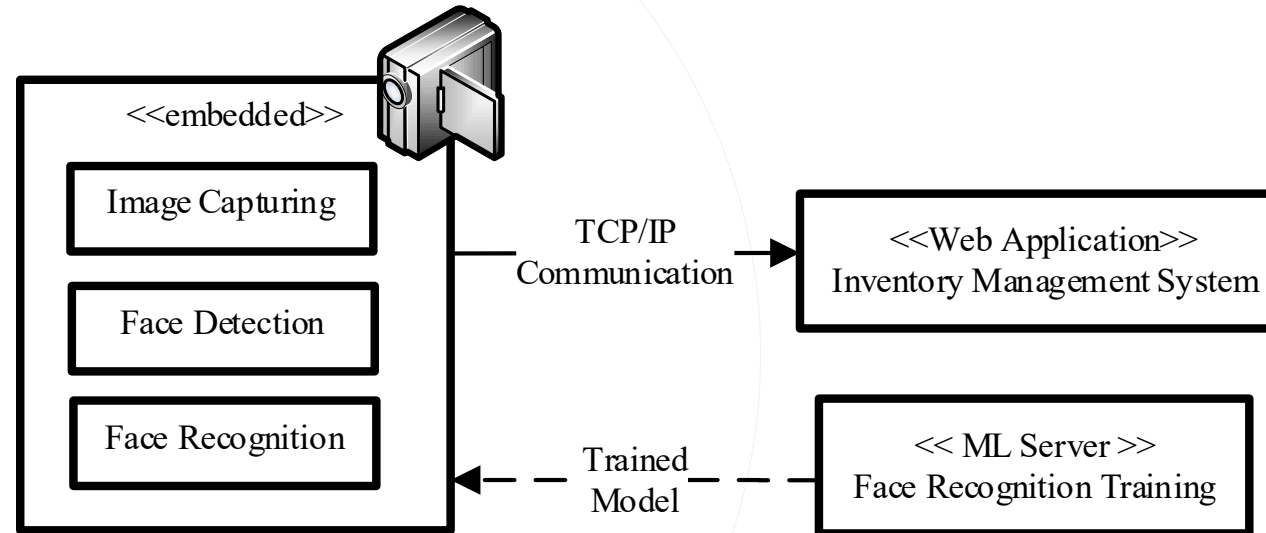 <<embedded>>
Image Capturing
Face Detection
Face Recognition
TCP/IP
Communication
<<Web Application>>
Inventory Management System
Trained
Model
<< ML Server >>
Face Recognition Training